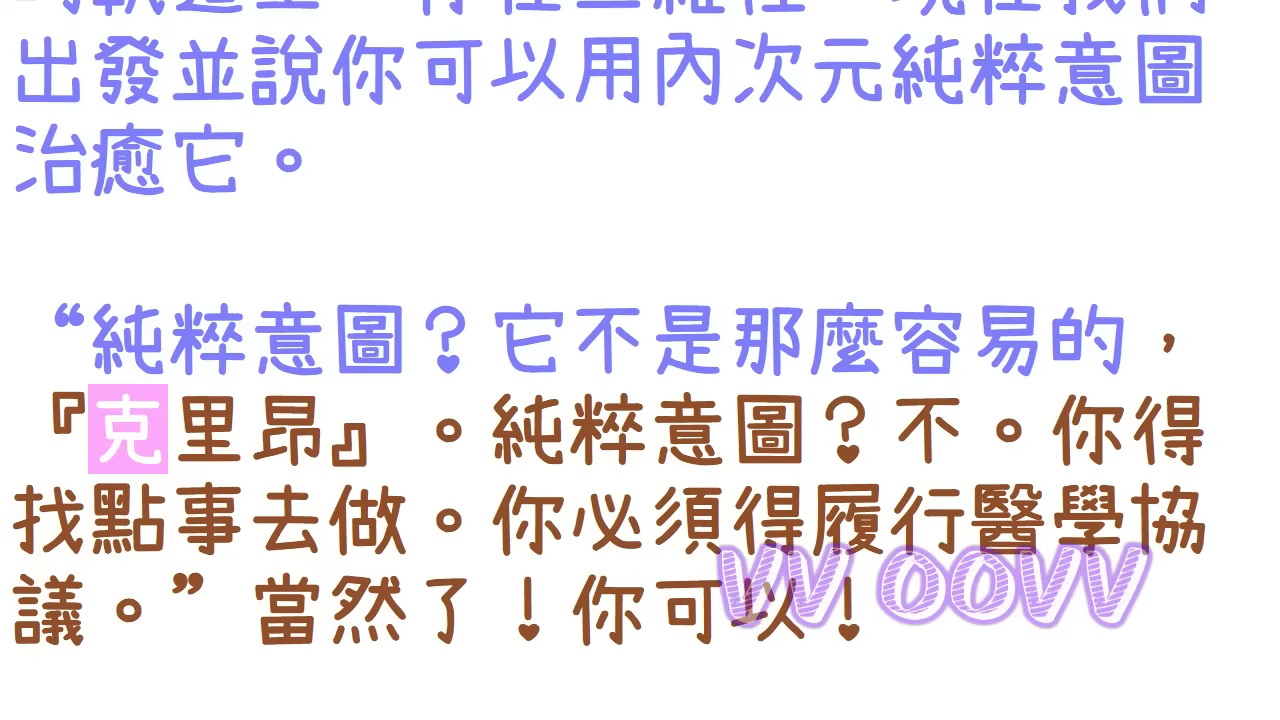 出發並說你可以用內次元純粹意圖
治癒它。
“純粹意圖？它不是那麼容易的，
『克里昂』。純粹意圖？不。你得
找點事去做。你必須得履行醫學協
議。”當然了！你可以！
VV OOVV